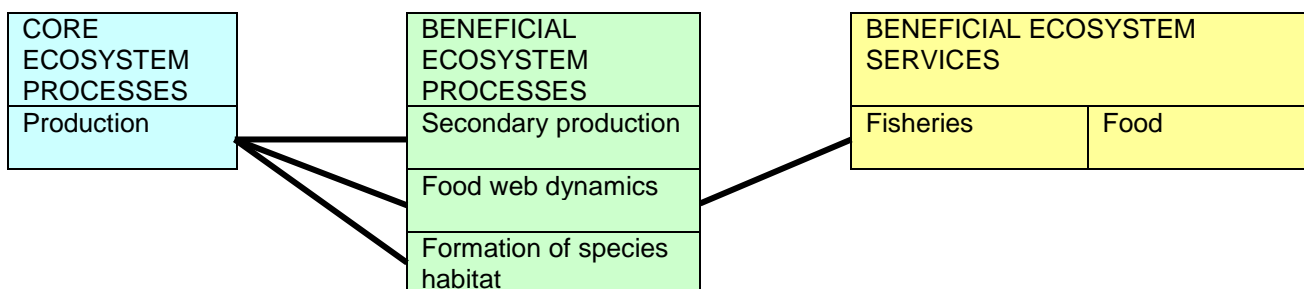 CORE
ECOSYSTEM
PROCESSES
Production
BENEFICIAL
ECOSYSTEM
PROCESSES
Secondary production
Food web dynamics
Formation of species
habitat
BENEFICIAL ECOSYSTEM
SERVICES
Fisheries
Food